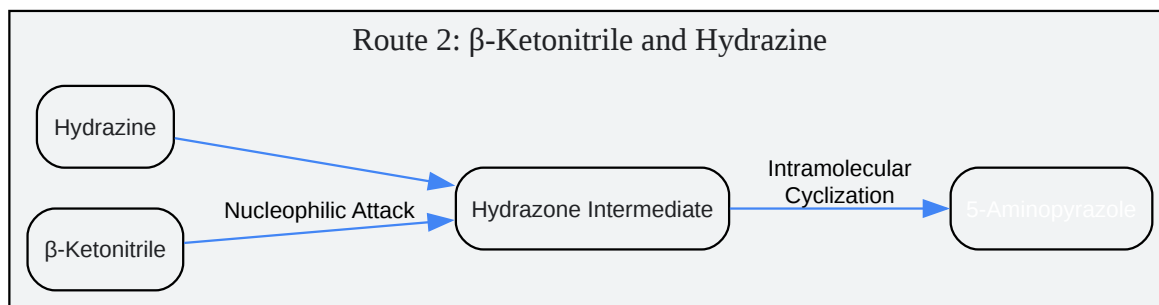 Route 2: β-Ketonitrile and Hydrazine
Hydrazine
β-Ketonitrile
Nucleophilic Attack
Hydrazone Intermediate
Intramolecular
Cyclization
5-Aminopyrazole